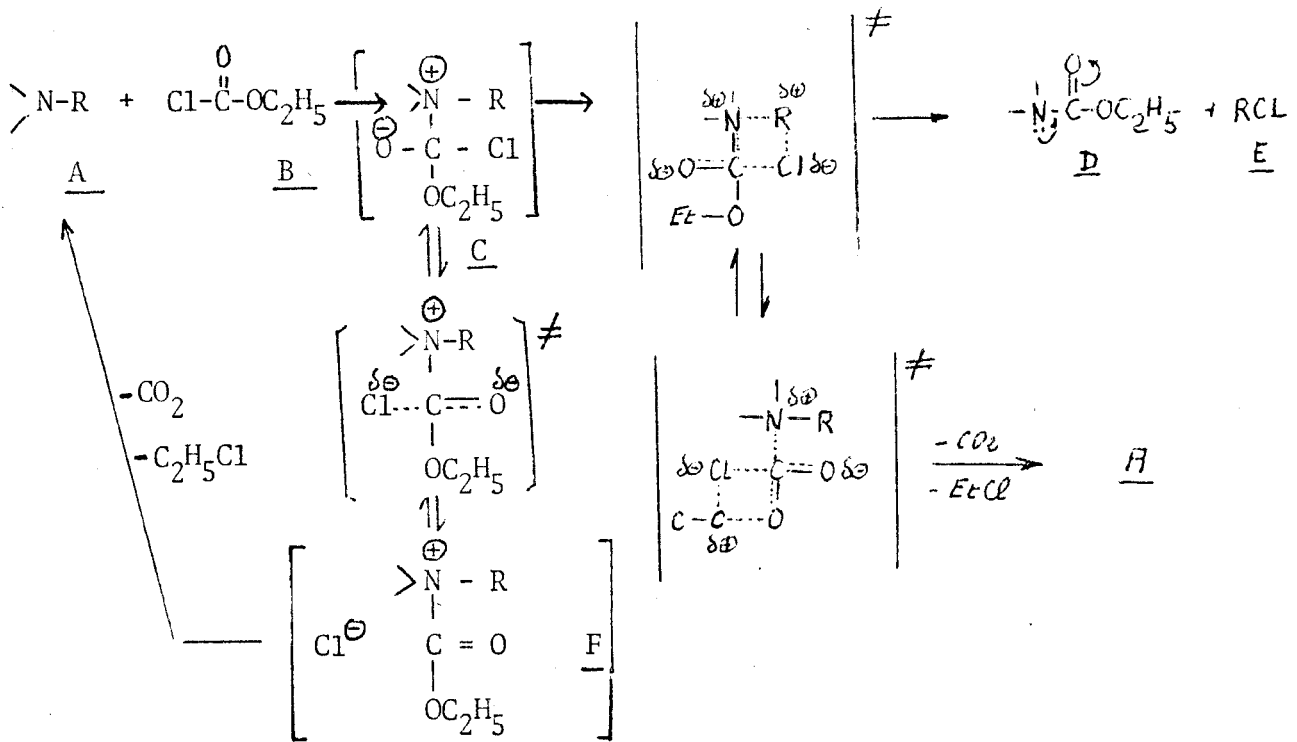 O ⊕ ≠
>N-R + Cl-C-OC2H5 → >N - R → δ⊕ N R δ⊕ → -N-C-OC2H5 + RCL
⊖O - C - Cl δ⊖ O=C Cl δ⊖ O
A B OC2H5 Et-O D E
C
⊕ ≠
>N-R
δ⊖ δ⊖
Cl C O
OC2H5
-CO2
-C2H5Cl
≠
-N-R δ⊕
δ⊖ CL C=O δ⊖
C-C O
δ⊕
-CO2
-EtCl
A
⊕
>N - R
Cl⊖ C = O F
OC2H5